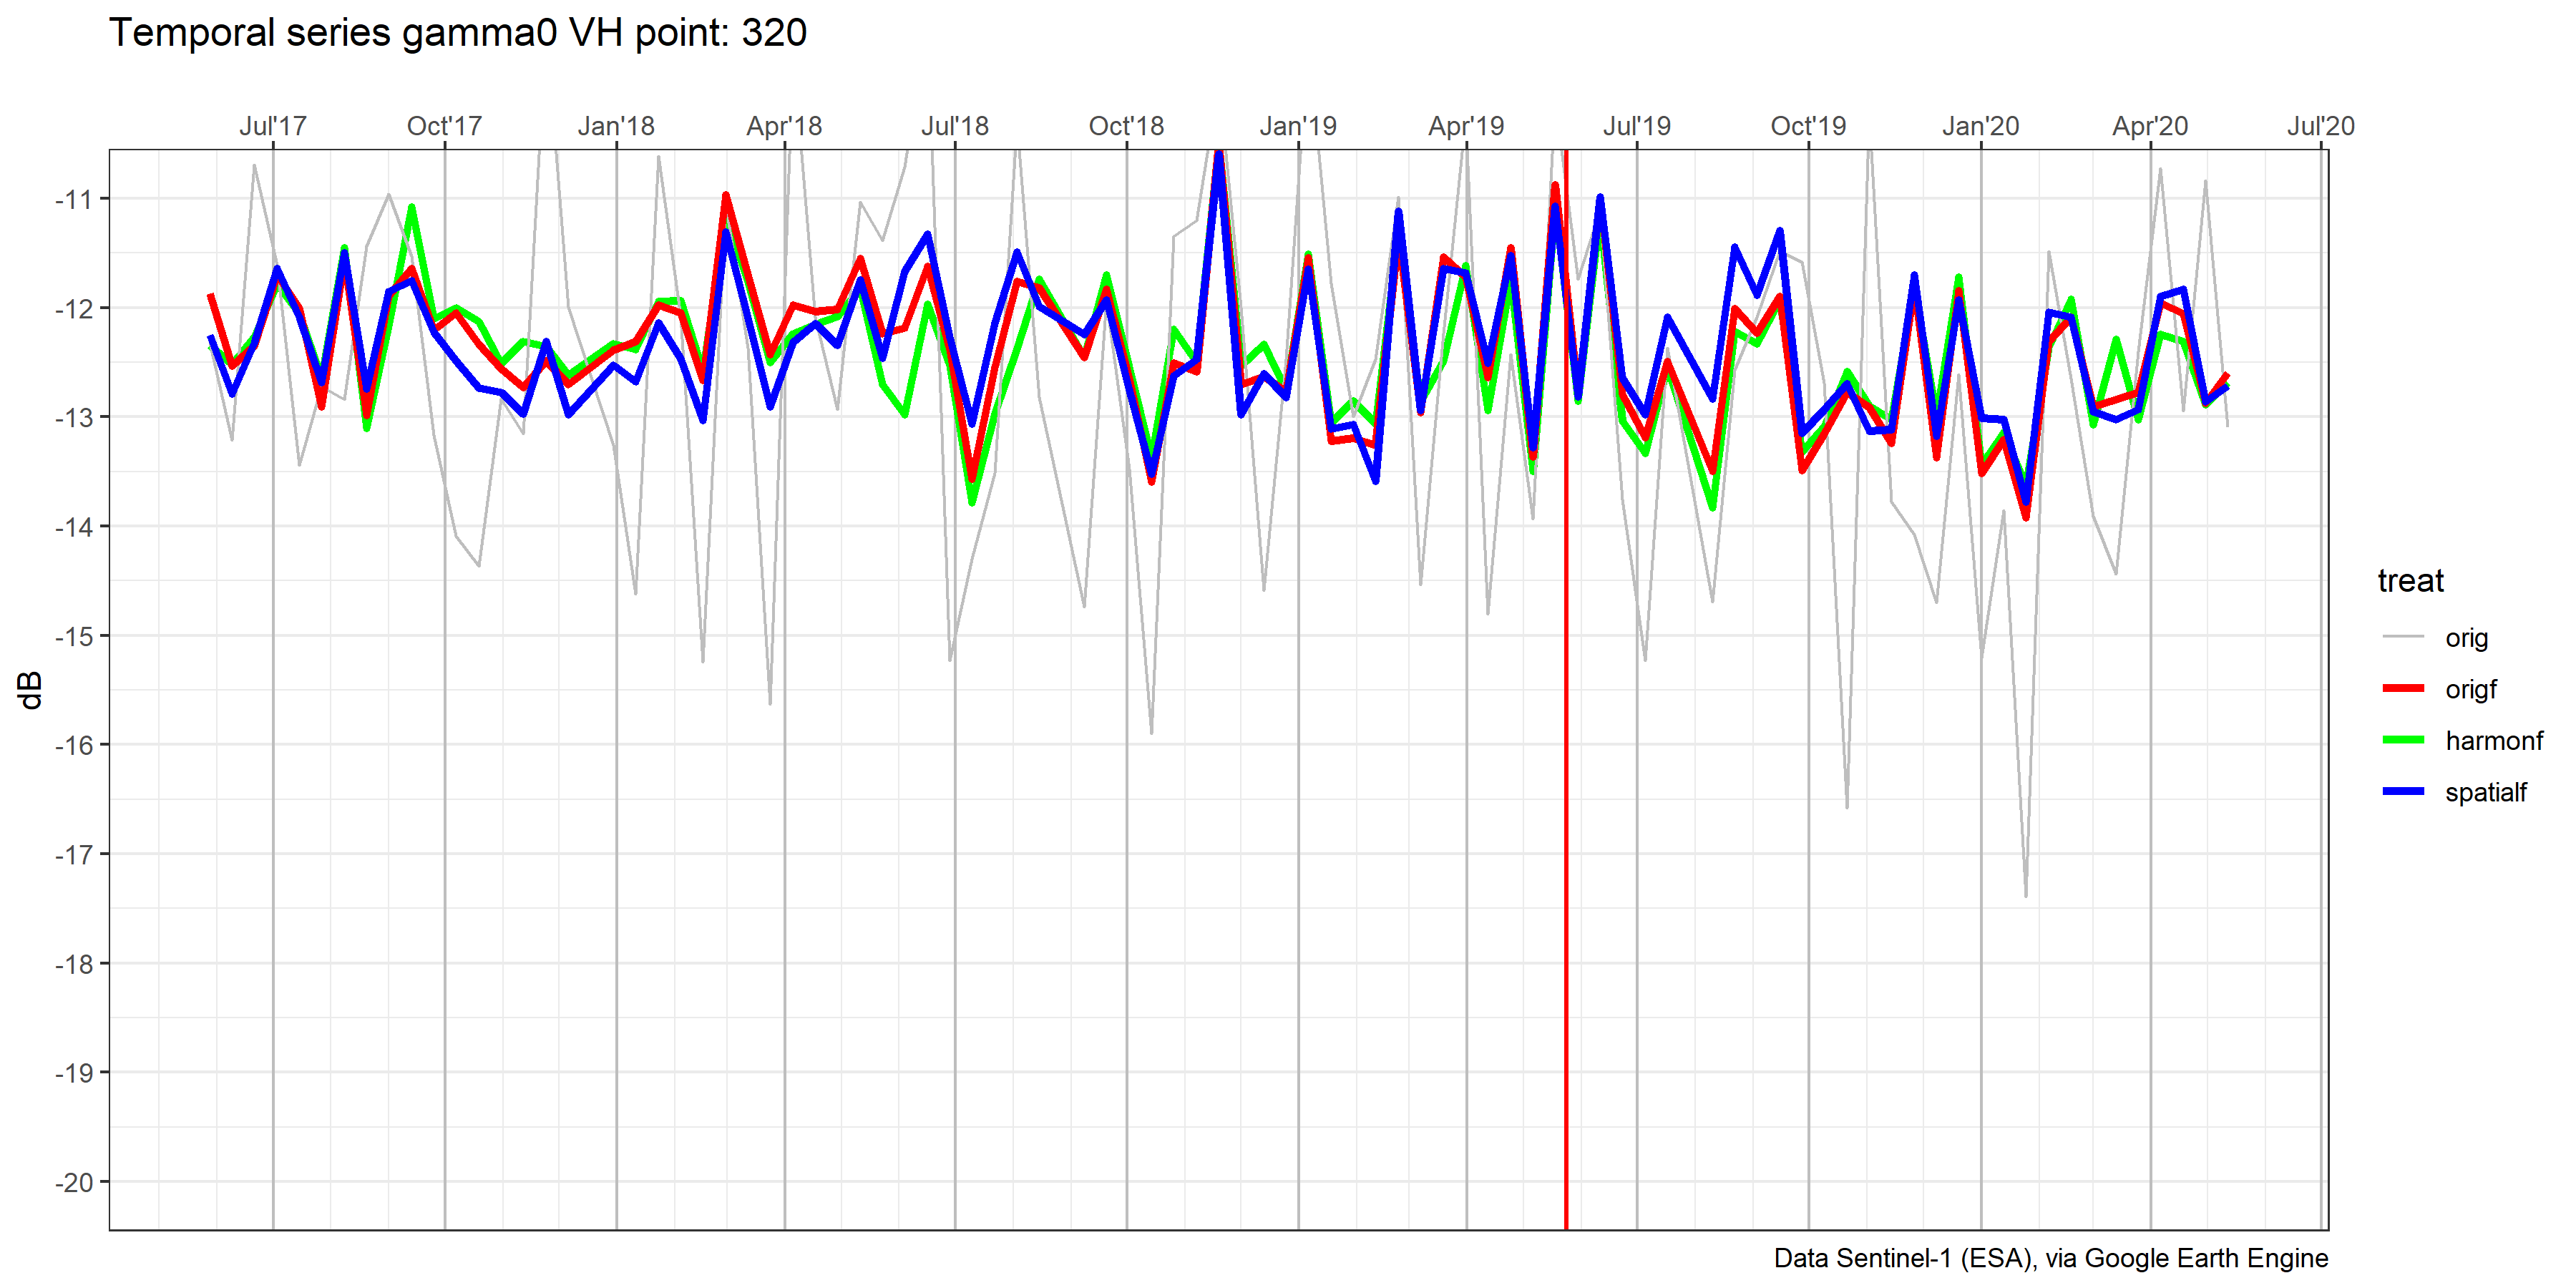 Temporal series gamma0 VH point: 320
Jul'17 Oct'17 Jan'18 Apr'18 Jul'18 Oct'18 Jan'19 Apr'19 Jul'19 Oct'19 Jan'20 Apr'20 Jul'20
-11
-12
-13
-14
-15
-16
-17
-18
-19
-20
dB
treat
orig
origf
harmonf
spatialf
Data Sentinel-1 (ESA), via Google Earth Engine